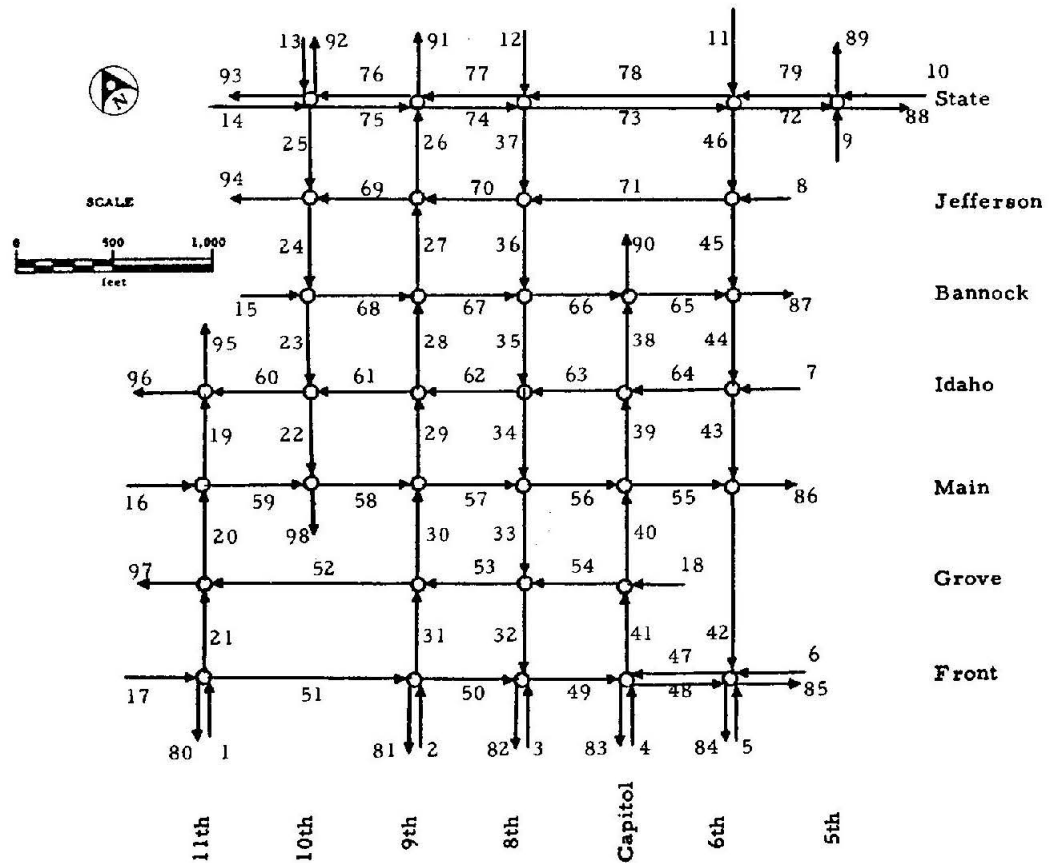 13 92 91 12 11 89
93 76 77 78 79 10
State
14 75 74 73 72 88
25 26 37 46 9
N
94 69 70 71 8
SCALE
Jefferson
0 500 1,000
feet
24 27 36 90 45
15 68 67 66 65 87
Bannock
95 23 28 35 38 44
96 60 61 62 63 64 7
Idaho
19 22 29 34 39 43
16 59 58 57 56 55 86
Main
20 98 30 33 40
97 52 53 54 18
Grove
21 31 32 41 42
47 6
Front
17 51 50 49 48 85
80 1 81 2 82 3 83 4 84 5
11th
10th
9th
8th
Capitol
6th
5th